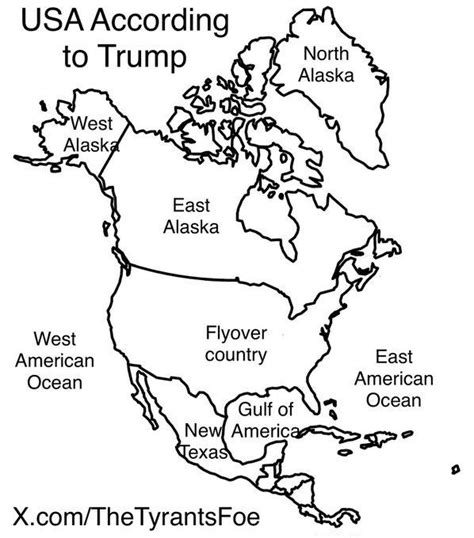 USA According
to Trump
North
Alaska
West
Alaska
East
Alaska
Flyover
country
West
American
Ocean
East
American
Ocean
Gulf of
America
New
Texas
X.com/TheTyrantsFoe